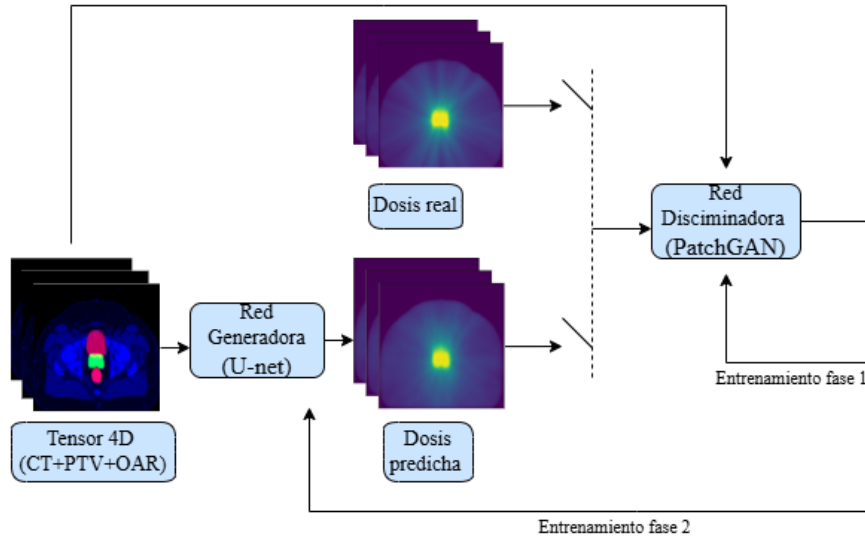 Dosis real
Red
Disciminadora
(PatchGAN)
Red
Generadora
(U-net)
Entrenamiento fase 1
Tensor 4D
(CT+PTV+OAR)
Dosis
predicha
Entrenamiento fase 2